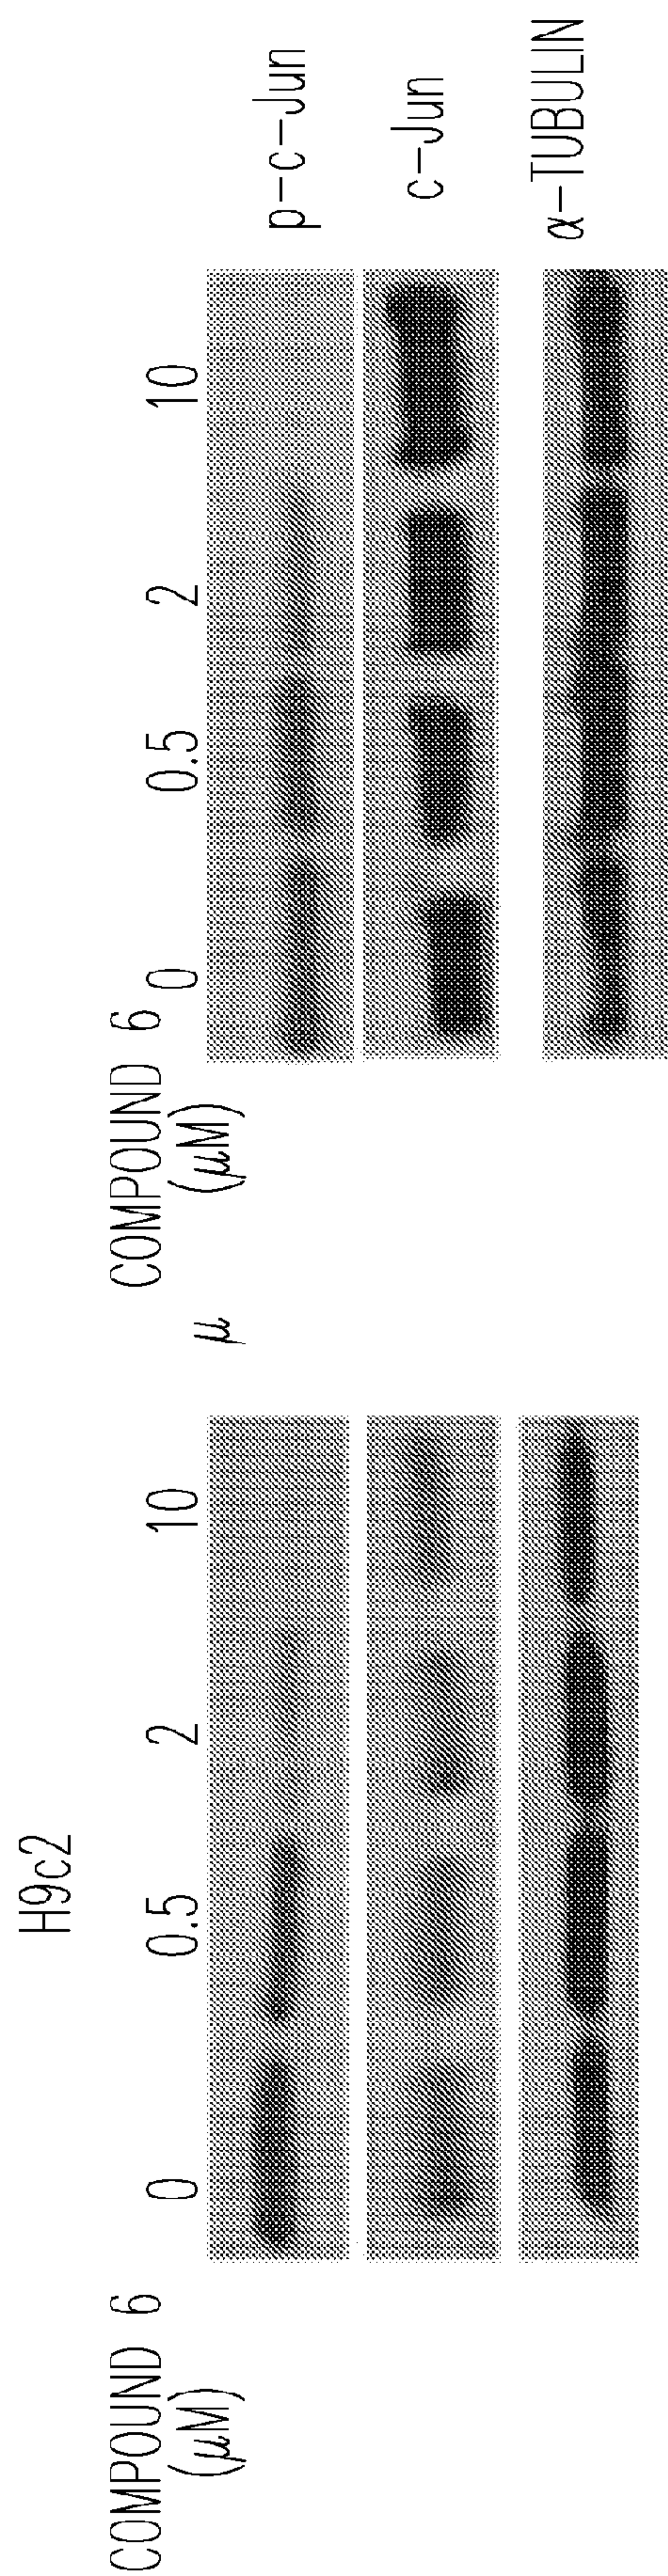 H9c2
COMPOUND 6
(μM)
0 0.5 2 10
μ
COMPOUND 6
(μM)
0 0.5 2 10
p-c-Jun
c-Jun
α-TUBULIN